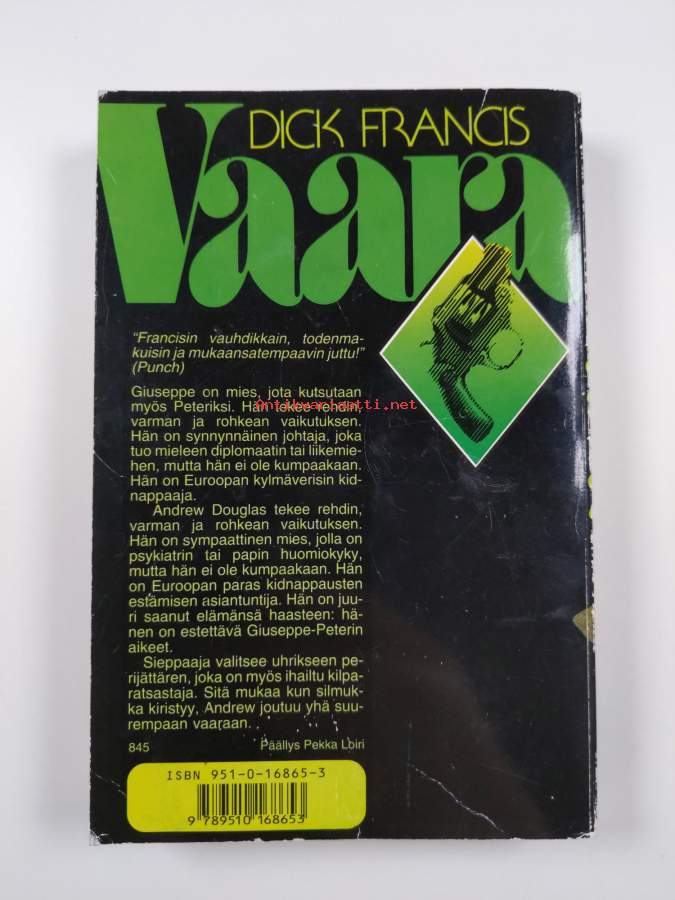 DICK FRANCIS
Vaara
"Francisin vauhdikkain, todenma-
kuisin ja mukaansatempaavin juttu!"
(Punch)
Giuseppe on mies, jota kutsutaan
myös Peteriksi. Hän tekee rehdin,
varman ja rohkean vaikutuksen.
Hän on synnynnäinen johtaja, joka
tuo mieleen diplomaatin tai liikemie-
hen, mutta hän ei ole kumpaakaan.
Hän on Euroopan kylmäverisin kid-
nappaaja.
Andrew Douglas tekee rehdin,
varman ja rohkean vaikutuksen.
Hän on sympaattinen mies, jolla on
psykiatrin tai papin huomiokyky,
mutta hän ei ole kumpaakaan. Hän
on Euroopan paras kidnappausten
estämisen asiantuntija. Hän on juu-
ri saanut elämänsä haasteen: hä-
nen on estettävä Giuseppe-Peterin
aikeet.
Sieppaaja valitsee uhrikseen pe-
rijättären, joka on myös ihailtu kilpa-
ratsastaja. Sitä mukaa kun silmuk-
ka kiristyy, Andrew joutuu yhä suu-
rempaan vaaraan.
845 Päällys Pekka Loiri
ISBN 951-0-16865-3
9 789510 168653
Antikvariantti.net